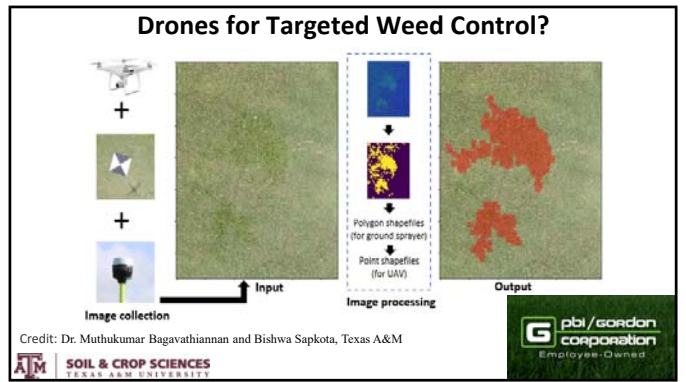 Drones for Targeted Weed Control?
+
+
Image collection
Input
Polygon shapefiles
(for ground sprayer)
Point shapefiles
(for UAV)
Image processing
Output
Credit: Dr. Muthukumar Bagavathiannan and Bishwa Sapkota, Texas A&M
ATM
SOIL & CROP SCIENCES
TEXAS A&M UNIVERSITY
G
pbi/gordon
corporation
Employee-Owned